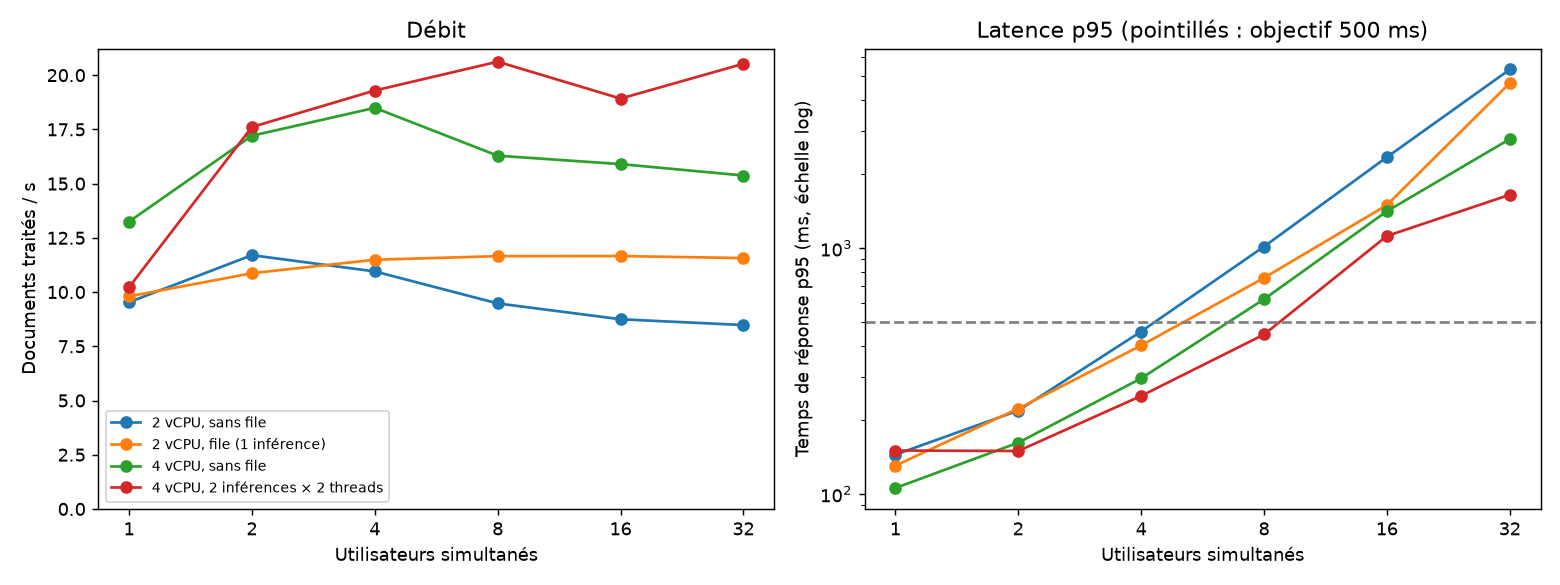 Débit
Documents traités / s
20.0
17.5
15.0
12.5
10.0
7.5
5.0
2.5
0.0
2 vCPU, sans file
2 vCPU, file (1 inférence)
4 vCPU, sans file
4 vCPU, 2 inférences × 2 threads
1 2 4 8 16 32
Utilisateurs simultanés
Latence p95 (pointillés : objectif 500 ms)
Temps de réponse p95 (ms, échelle log)
10³
10²
1 2 4 8 16 32
Utilisateurs simultanés